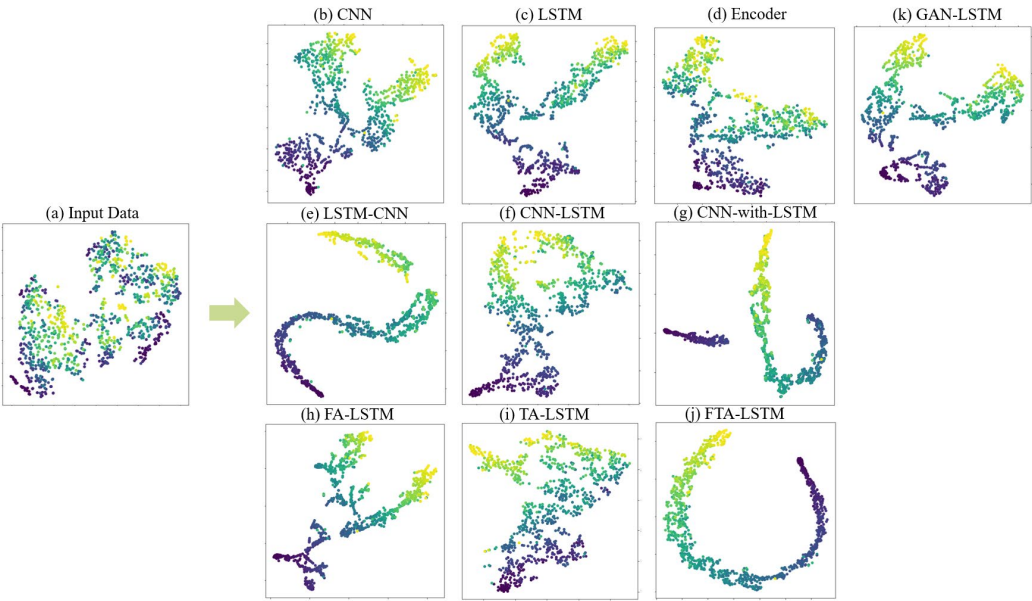 (b) CNN
(c) LSTM
(d) Encoder
(k) GAN-LSTM
(a) Input Data
(e) LSTM-CNN
(f) CNN-LSTM
(g) CNN-with-LSTM
(h) FA-LSTM
(i) TA-LSTM
(j) FTA-LSTM